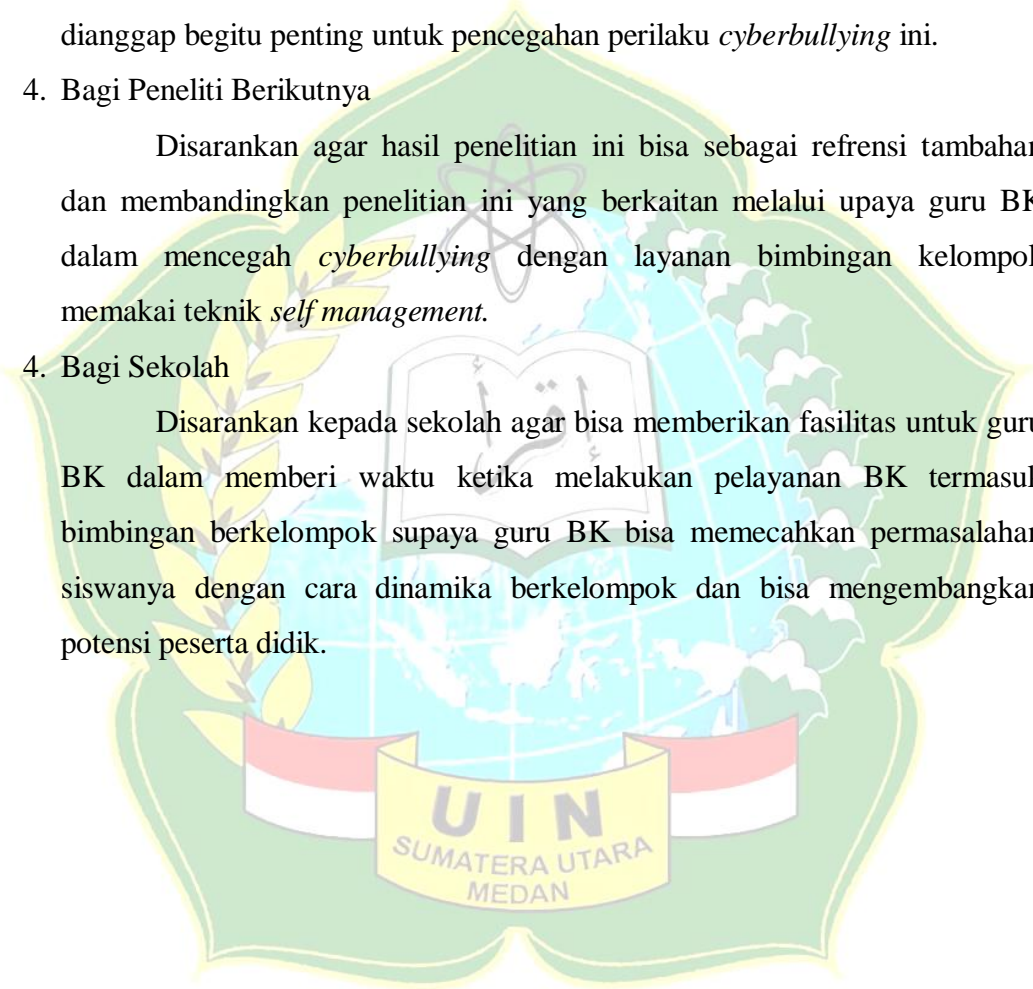 dianggap begitu penting untuk pencegahan perilaku cyberbullying ini.
4. Bagi Peneliti Berikutnya
Disarankan agar hasil penelitian ini bisa sebagai refrensi tambahan
dan membandingkan penelitian ini yang berkaitan melalui upaya guru BK
dalam mencegah cyberbullying dengan layanan bimbingan kelompok
memakai teknik self management.
4. Bagi Sekolah
Disarankan kepada sekolah agar bisa memberikan fasilitas untuk guru
BK dalam memberi waktu ketika melakukan pelayanan BK termasuk
bimbingan berkelompok supaya guru BK bisa memecahkan permasalahan
siswanya dengan cara dinamika berkelompok dan bisa mengembangkan
potensi peserta didik.
إقرأ
UIN
SUMATERA UTARA
MEDAN